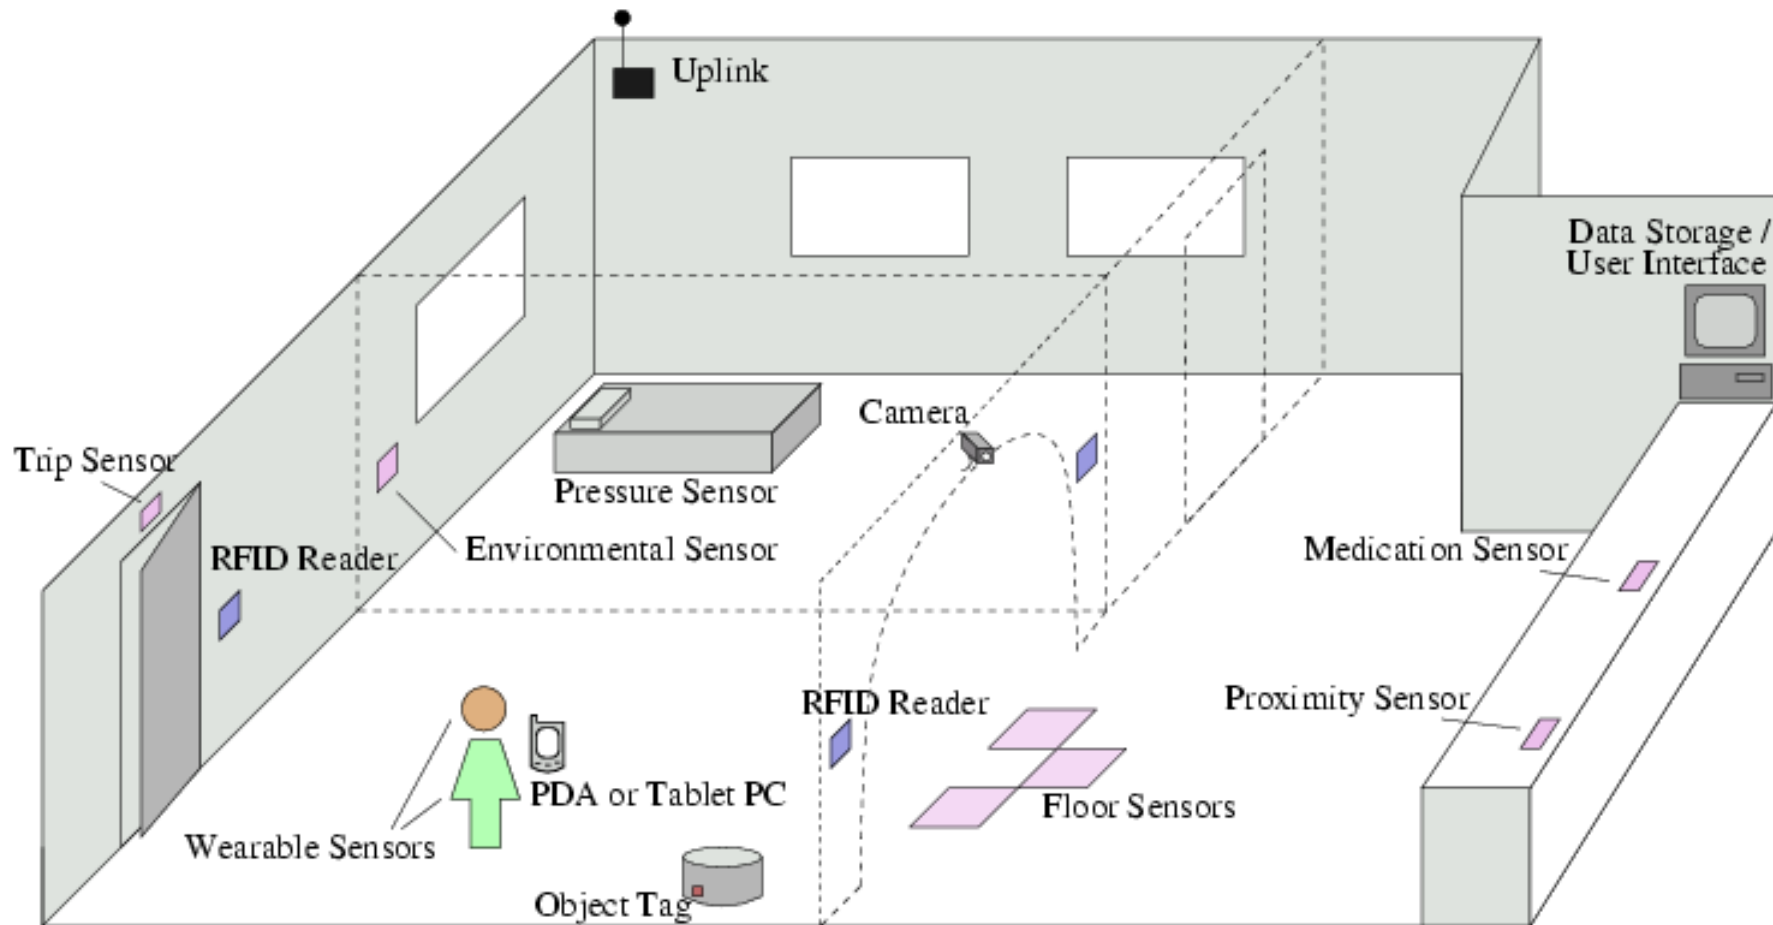 Uplink
Data Storage /
User Interface
Camera
Trip Sensor
Pressure Sensor
RFID Reader
Environmental Sensor
Medication Sensor
RFID Reader
Proximity Sensor
PDA or Tablet PC
Floor Sensors
Wearable Sensors
Object Tag